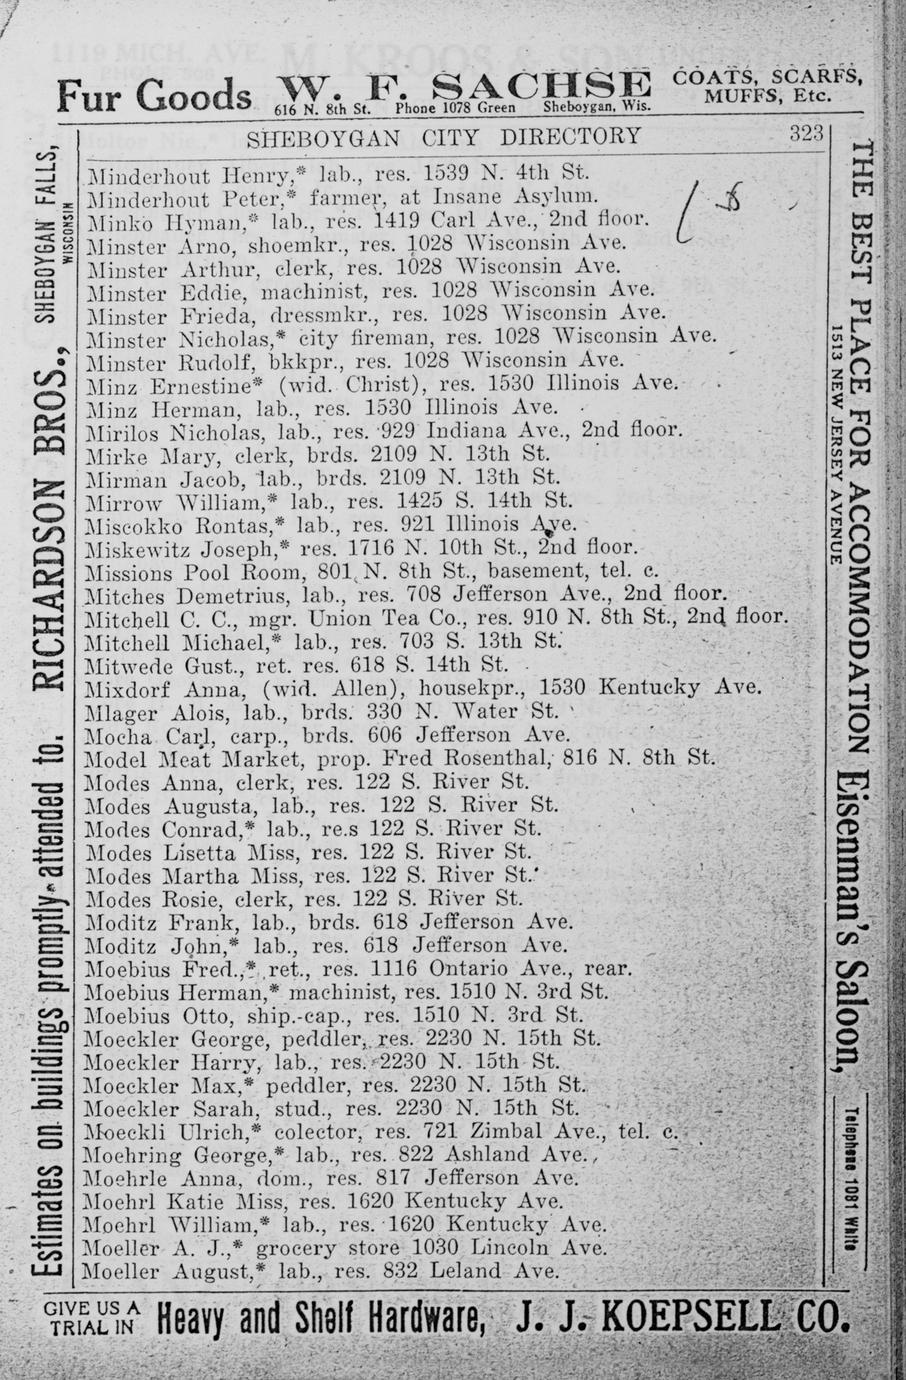 Fur Goods W. F. SACHSE COATS, SCARFS,
616 N. 8th St. Phone 1078 Green Sheboygan, Wis. MUFFS, Etc.
SHEBOYGAN CITY DIRECTORY 323
Minderhout Henry,* lab., res. 1539 N. 4th St.
Minderhout Peter,* farmer, at Insane Asylum.
Minko Hyman,* lab., res. 1419 Carl Ave., 2nd floor.
Minster Arno, shoemkr., res. 1028 Wisconsin Ave.
Minster Arthur, clerk, res. 1028 Wisconsin Ave.
Minster Eddie, machinist, res. 1028 Wisconsin Ave.
Minster Frieda, dressmkr., res. 1028 Wisconsin Ave.
Minster Nicholas,* city fireman, res. 1028 Wisconsin Ave.
Minster Rudolf, bkkpr., res. 1028 Wisconsin Ave.
Minz Ernestine* (wid. Christ), res. 1530 Illinois Ave.
Minz Herman, lab., res. 1530 Illinois Ave.
Mirilos Nicholas, lab., res. 929 Indiana Ave., 2nd floor.
Mirke Mary, clerk, brds. 2109 N. 13th St.
Mirman Jacob, lab., brds. 2109 N. 13th St.
Mirrow William,* lab., res. 1425 S. 14th St.
Miscokko Rontas,* lab., res. 921 Illinois Ave.
Miskewitz Joseph,* res. 1716 N. 10th St., 2nd floor.
Missions Pool Room, 801 N. 8th St., basement, tel. c.
Mitches Demetrius, lab., res. 708 Jefferson Ave., 2nd floor.
Mitchell C. C., mgr. Union Tea Co., res. 910 N. 8th St., 2nd floor.
Mitchell Michael,* lab., res. 703 S. 13th St.
Mitwede Gust., ret. res. 618 S. 14th St.
Mixdorf Anna, (wid. Allen), housekpr., 1530 Kentucky Ave.
Mlager Alois, lab., brds. 330 N. Water St.
Mocha Carl, carp., brds. 606 Jefferson Ave.
Model Meat Market, prop. Fred Rosenthal, 816 N. 8th St.
Modes Anna, clerk, res. 122 S. River St.
Modes Augusta, lab., res. 122 S. River St.
Modes Conrad,* lab., re.s 122 S. River St.
Modes Lisetta Miss, res. 122 S. River St.
Modes Martha Miss, res. 122 S. River St.
Modes Rosie, clerk, res. 122 S. River St.
Moditz Frank, lab., brds. 618 Jefferson Ave.
Moditz John,* lab., res. 618 Jefferson Ave.
Moebius Fred.,* ret., res. 1116 Ontario Ave., rear.
Moebius Herman,* machinist, res. 1510 N. 3rd St.
Moebius Otto, ship.-cap., res. 1510 N. 3rd St.
Moeckler George, peddler, res. 2230 N. 15th St.
Moeckler Harry, lab., res. 2230 N. 15th St.
Moeckler Max,* peddler, res. 2230 N. 15th St.
Moeckler Sarah, stud., res. 2230 N. 15th St.
Moeckli Ulrich,* colector, res. 721 Zimbal Ave., tel. c.
Moehring George,* lab., res. 822 Ashland Ave.
Moehrle Anna, dom., res. 817 Jefferson Ave.
Moehrl Katie Miss, res. 1620 Kentucky Ave.
Moehrl William,* lab., res. 1620 Kentucky Ave.
Moeller A. J.,* grocery store 1030 Lincoln Ave.
Moeller August,* lab., res. 832 Leland Ave.
Estimates on buildings promptly attended to. RICHARDSON BROS., SHEBOYGAN FALLS,
WISCONSIN
THE BEST PLACE FOR ACCOMMODATION Eisenman's Saloon, Telephone 1081 White
1513 NEW JERSEY AVENUE
GIVE US A
TRIAL IN Heavy and Shelf Hardware, J. J. KOEPSELL CO.